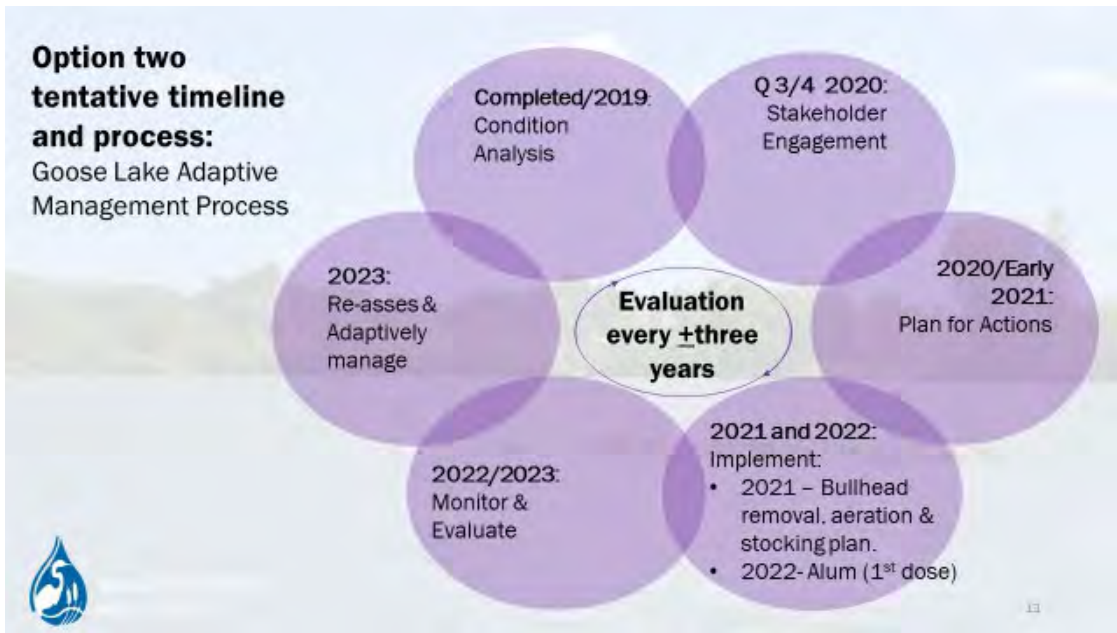 Option two
tentative timeline
and process:
Goose Lake Adaptive
Management Process
Completed/2019:
Condition
Analysis
Q 3/4 2020:
Stakeholder
Engagement
2020/Early
2021:
Plan for Actions
2021 and 2022:
Implement:
• 2021 – Bullhead
removal, aeration &
stocking plan.
• 2022- Alum (1st dose)
2022/2023:
Monitor &
Evaluate
2023:
Re-asses &
Adaptively
manage
Evaluation
every ±three
years